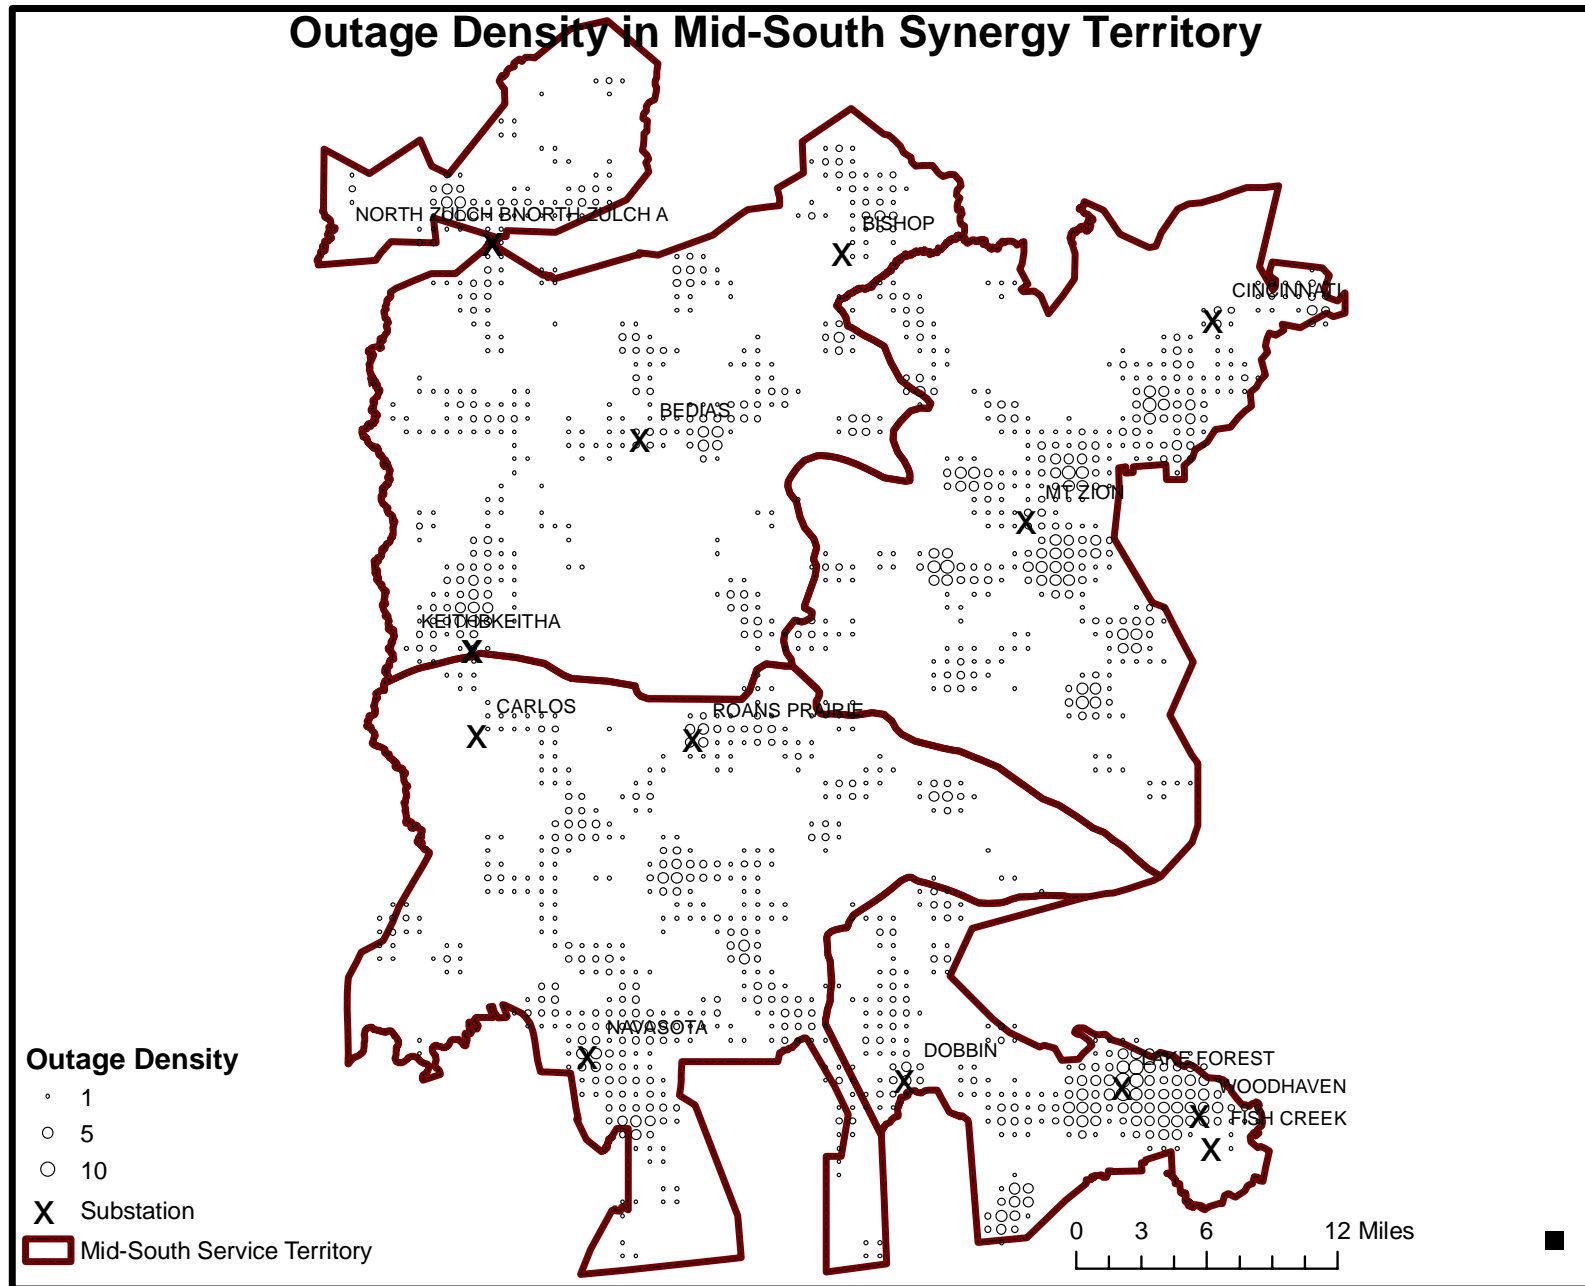 Outage Density in Mid-South Synergy Territory
NORTH ZULCH BNORTH ZULCH A
BISHOP
CINCINNATI
BEDIAS
MT ZION
KEITHBKEITHA
CARLOS
ROANS PRAIRIE
NAVASOTA
DOBBIN
LAKE FOREST
WOODHAVEN
FISH CREEK
Outage Density
1
5
10
X Substation
Mid-South Service Territory
0 3 6 12 Miles